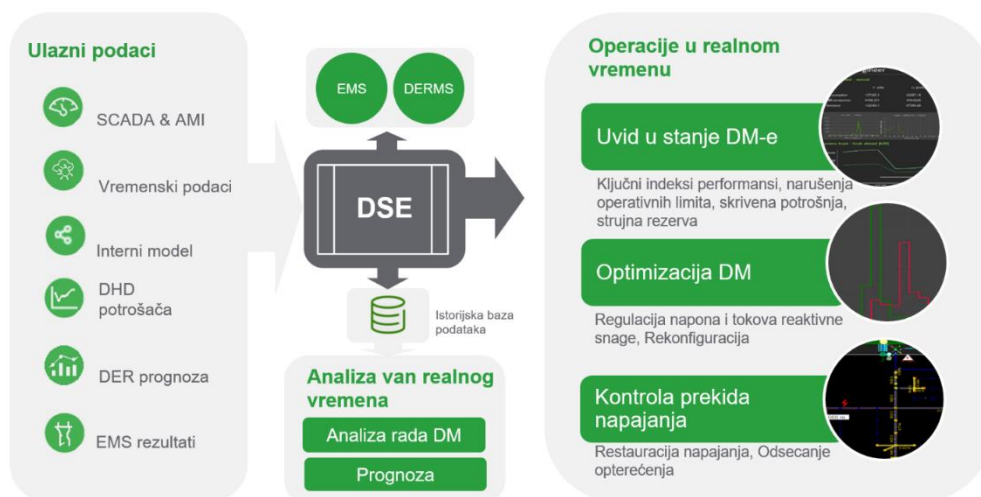 Ulazni podaci
SCADA & AMI
Vremenski podaci
Interni model
DHD
potrošača
DER prognoza
EMS rezultati
EMS
DERMS
DSE
Istorijska baza
podataka
Analiza van realnog
vremena
Analiza rada DM
Prognoza
Operacije u realnom
vremenu
Uvid u stanje DM-e
Ključni indeksi performansi, narušenja
operativnih limita, skrivena potrošnja,
strujna rezerva
Optimizacija DM
Regulacija napona i tokova reaktivne
snage, Rekonfiguracija
Kontrola prekida
napajanja
Restauracija napajanja, Odsecanje
opterećenja